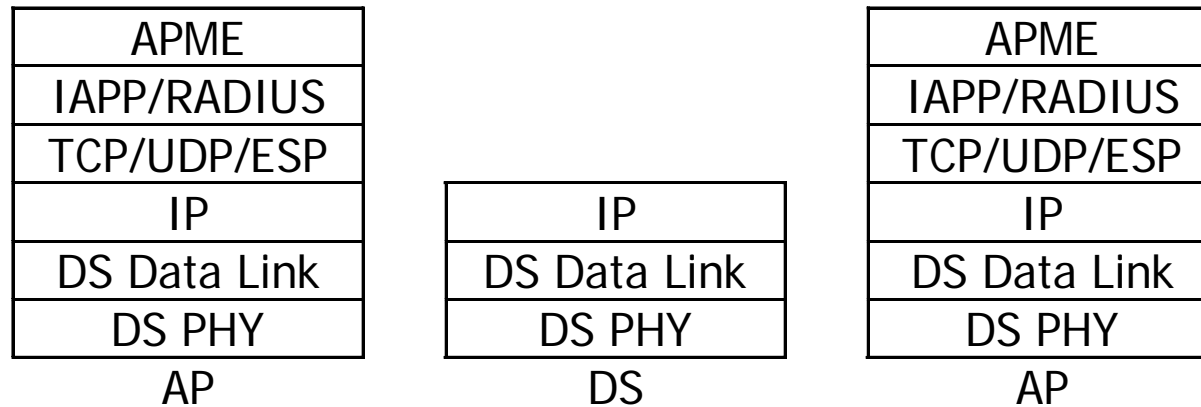 APME
IAPP/RADIUS
TCP/UDP/ESP
IP
DS Data Link
DS PHY
AP
IP
DS Data Link
DS PHY
DS
APME
IAPP/RADIUS
TCP/UDP/ESP
IP
DS Data Link
DS PHY
AP